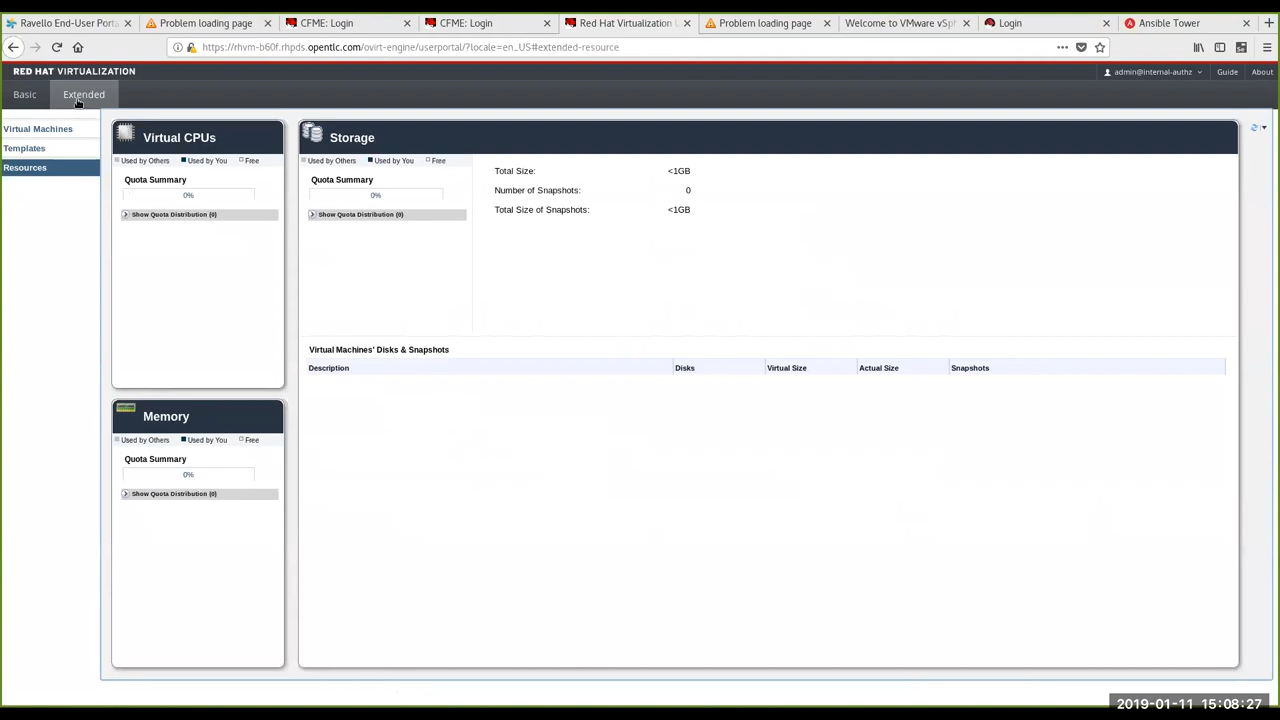 Ravello End-User Porta
Problem loading page
CFME: Login
CFME: Login
Red Hat Virtualization
Problem loading page
Welcome to VMware vSph
Login
Ansible Tower
https://rhvm-b60f.rhpds.opentlc.com/ovirt-engine/userportal/?locale=en_US#extended-resource
RED HAT VIRTUALIZATION
admin@internal-authz
Guide
About
Basic
Extended
Virtual Machines
Templates
Resources
Virtual CPUs
Used by Others Used by You Free
Quota Summary
0%
Show Quota Distribution (0)
Storage
Used by Others Used by You Free
Quota Summary
0%
Show Quota Distribution (0)
Total Size: <1GB
Number of Snapshots: 0
Total Size of Snapshots: <1GB
Virtual Machines' Disks & Snapshots
Description Disks Virtual Size Actual Size Snapshots
Memory
Used by Others Used by You Free
Quota Summary
0%
Show Quota Distribution (0)
2019-01-11 15:08:27